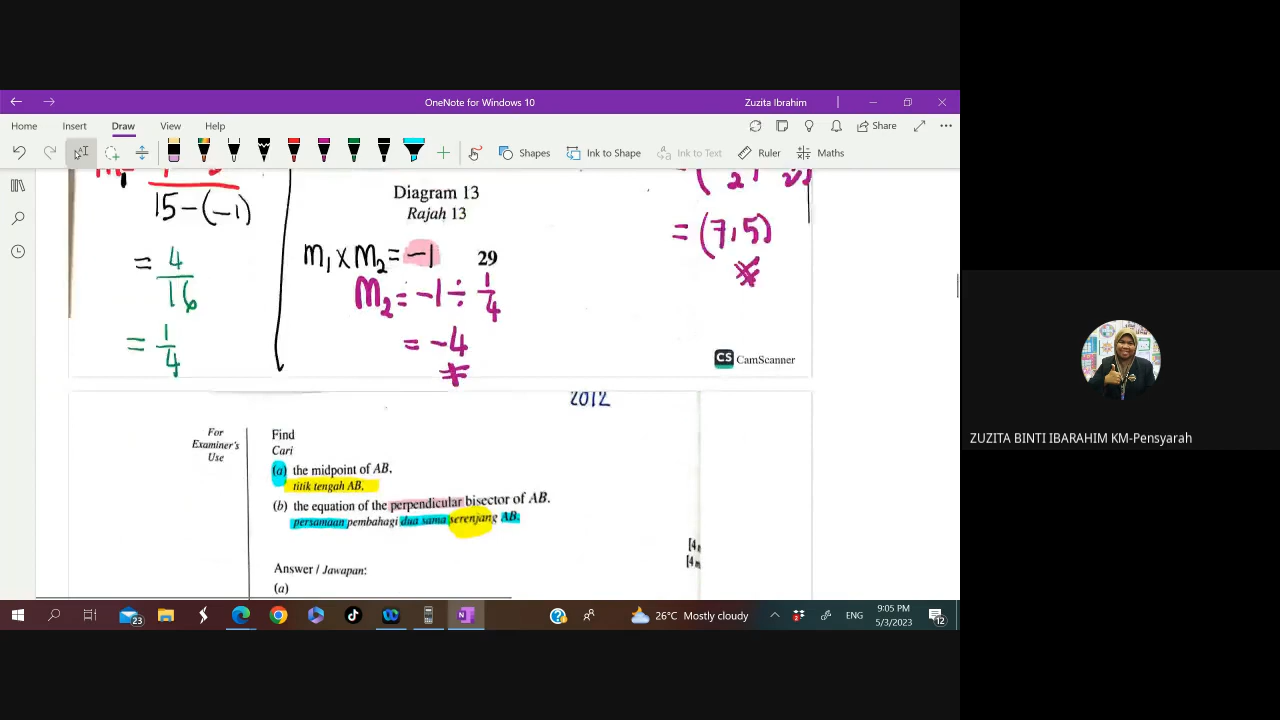 OneNote for Windows 10
Zuzita Ibrahim
Home Insert Draw View Help
Share
Shapes
Ink to Shape
Ink to Text
Ruler
Maths
15-(-1)
= 4
16
= 1
4
Diagram 13
Rajah 13
m₁ x m₂ = -1
29
m₂ = -1 ÷ 1
4
= -4
*
= (7,5)
*
CS CamScanner
2012
For
Examiner's
Use
Find
Cari
(a) the midpoint of AB.
titik tengah AB.
(b) the equation of the perpendicular bisector of AB.
persamaan pembahagi dua sama serenjang AB.
[4 m
Answer / Jawapan:
(a)
23
26°C Mostly cloudy
ENG
9:05 PM
5/3/2023
12
ZUZITA BINTI IBARAHIM KM-Pensyarah